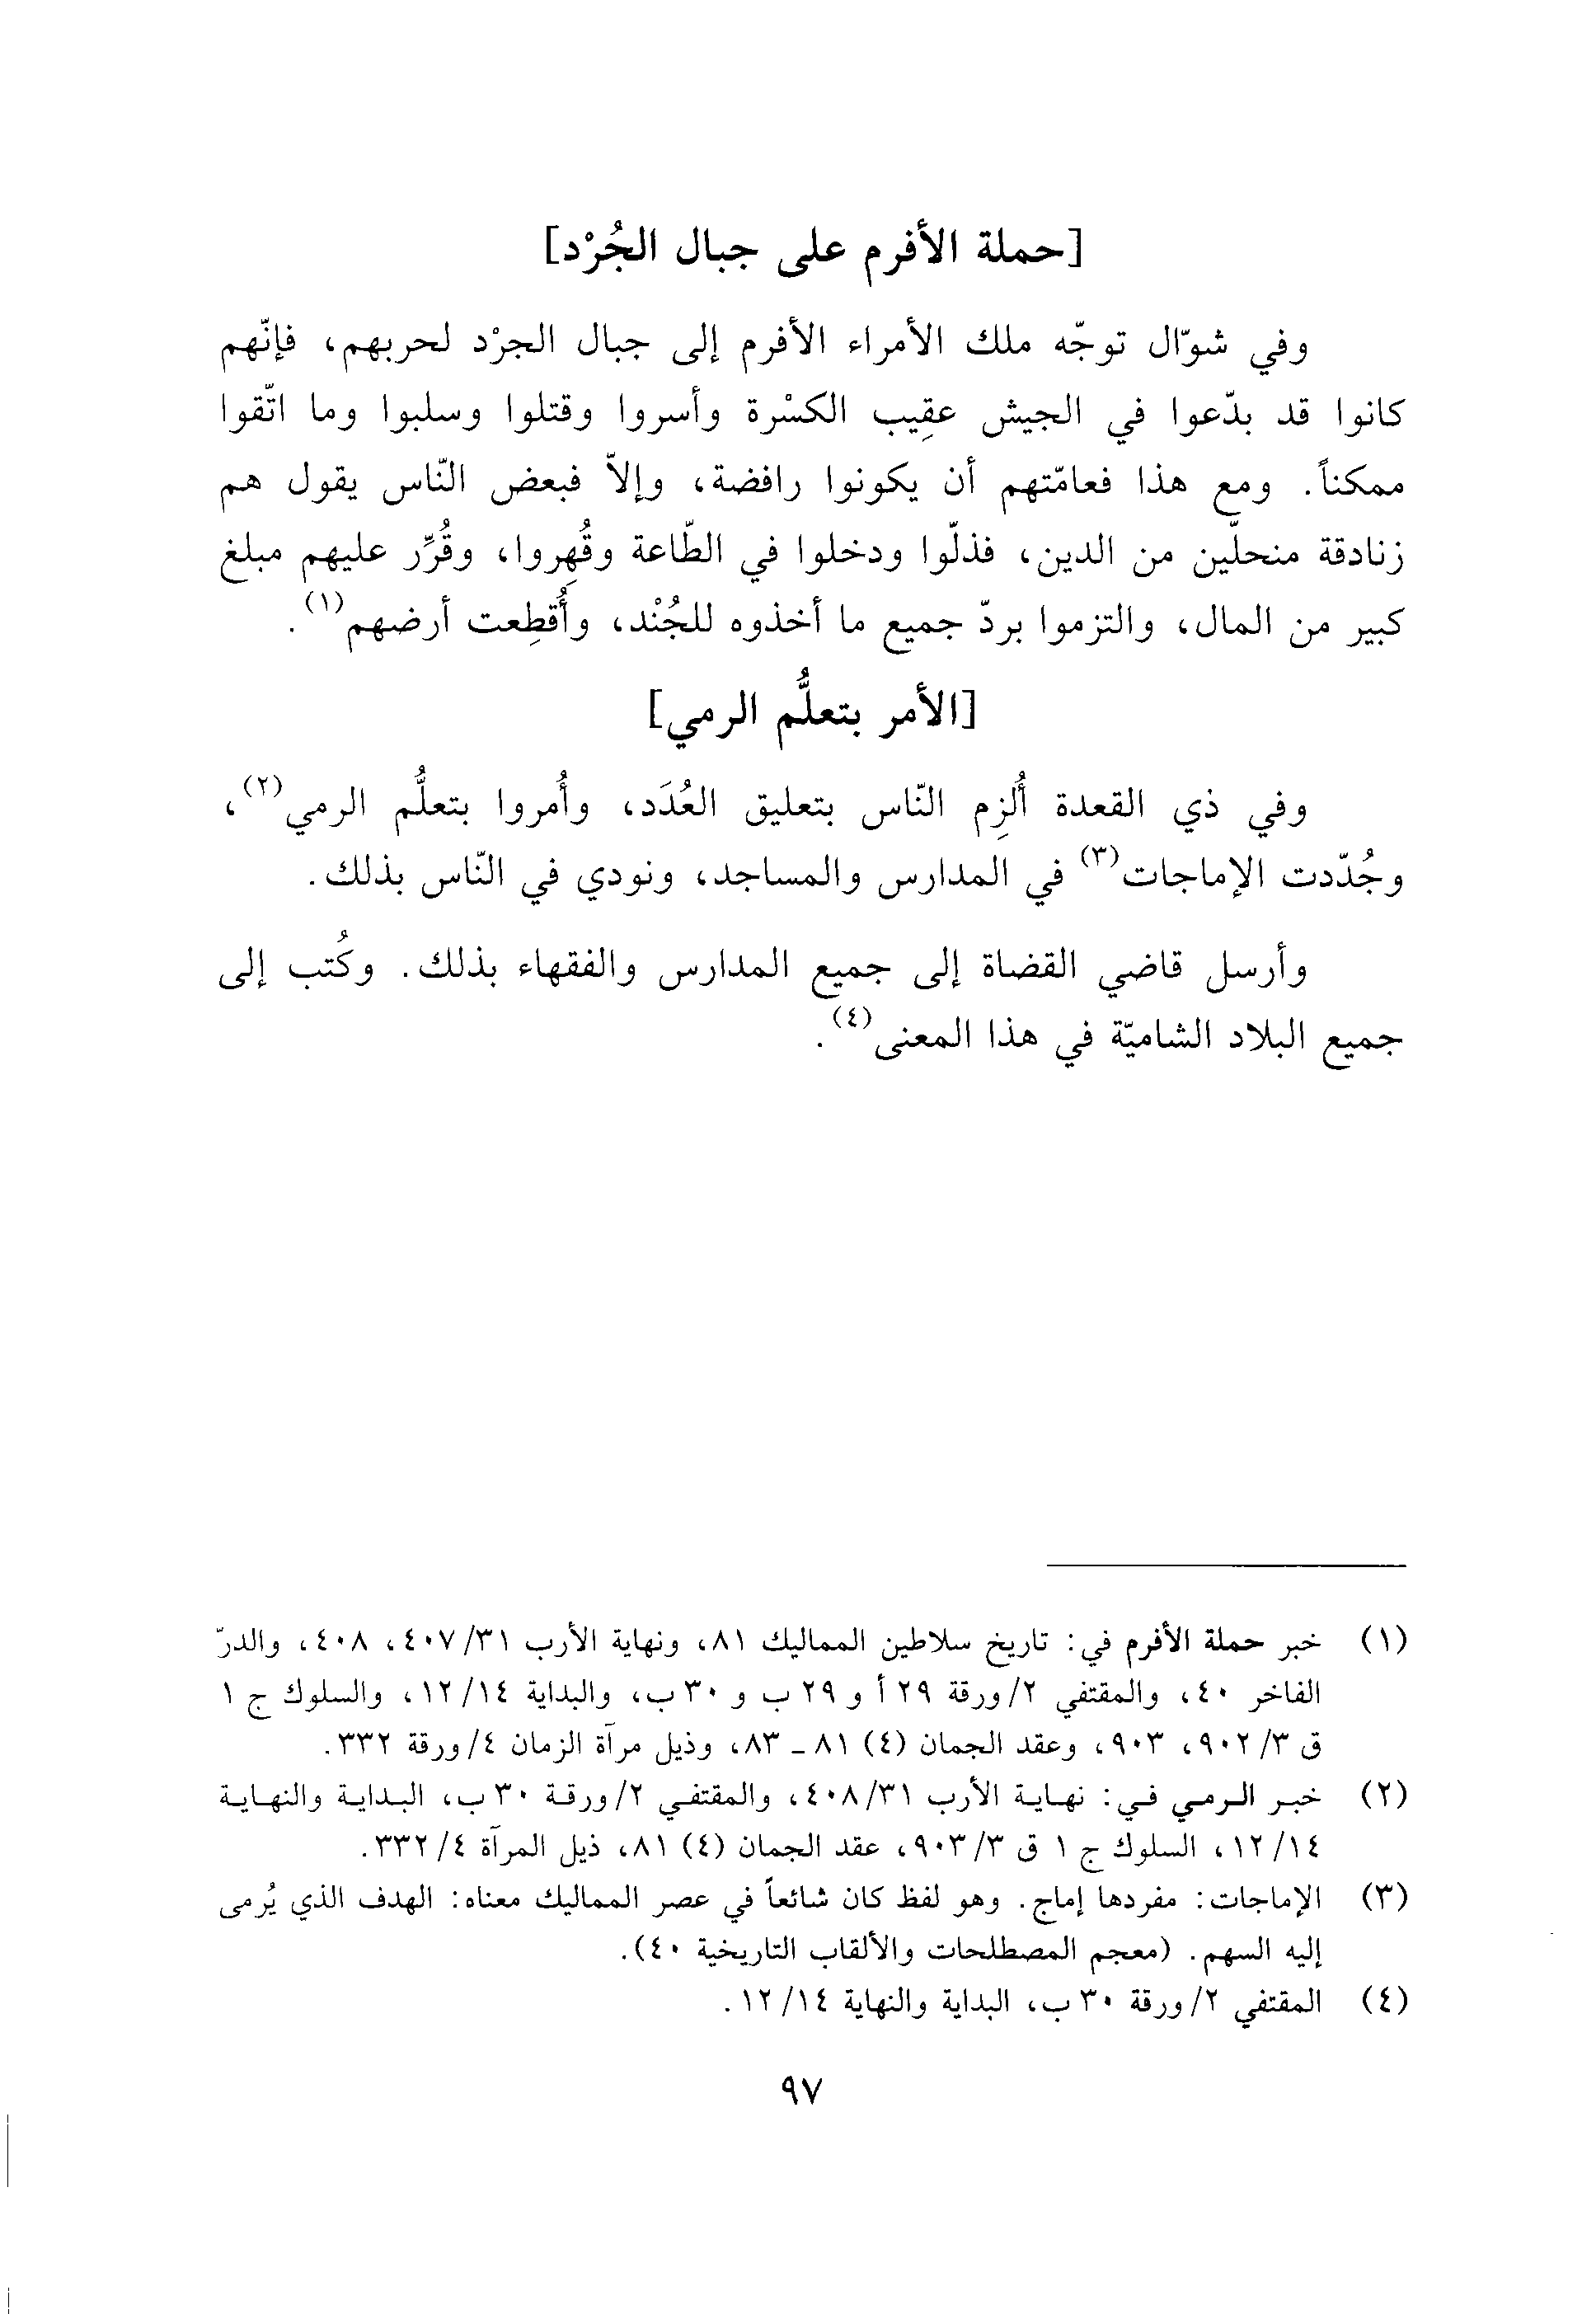 [حملة الأفرم على جبال الجُرْد]
وفي شوّال توجّه ملك الأمراء الأفرم إلى جبال الجرْد لحربهم، فإنّهم
كانوا قد بدّعوا في الجيش عقِيب الكسْرة وأسروا وقتلوا وسلبوا وما اتّقوا
ممكناً. ومع هذا فعامّتهم أن يكونوا رافضة، وإلاّ فبعض النّاس يقول هم
زنادقة منحلّين من الدين، فذلّوا ودخلوا في الطّاعة وقُهِروا، وقُرِّر عليهم مبلغ
كبير من المال، والتزموا بردّ جميع ما أخذوه للجُنْد، وأُقطِعت أرضهم(١).
[الأمر بتعلُّم الرمي]
وفي ذي القعدة أُلزِم النّاس بتعليق العُدَد، وأُمروا بتعلُّم الرمي(٢)،
وجُدّدت الإماجات(٣) في المدارس والمساجد، ونودي في النّاس بذلك.
وأرسل قاضي القضاة إلى جميع المدارس والفقهاء بذلك. وكُتب إلى
جميع البلاد الشاميّة في هذا المعنى(٤).
(١) خبر حملة الأفرم في: تاريخ سلاطين المماليك ٨١، ونهاية الأرب ٤٠٧/٣١، ٤٠٨، والدرّ
الفاخر ٤٠، والمقتفي ٢/ورقة ٢٩ أ و ٢٩ ب و ٣٠ ب، والبداية ١٢/١٤، والسلوك ج ١
ق ٩٠٢/٣، ٩٠٣، وعقد الجمان (٤) ٨١ - ٨٣، وذيل مرآة الزمان ٤/ورقة ٣٣٢.
(٢) خبر الرمي في: نهاية الأرب ٤٠٨/٣١، والمقتفي ٢/ورقة ٣٠ ب، البداية والنهاية
١٢/١٤، السلوك ج ١ ق ٩٠٣/٣، عقد الجمان (٤) ٨١، ذيل المرآة ٣٣٢/٤.
(٣) الإماجات: مفردها إماج. وهو لفظ كان شائعاً في عصر المماليك معناه: الهدف الذي يُرمى
إليه السهم. (معجم المصطلحات والألقاب التاريخية ٤٠).
(٤) المقتفي ٢/ورقة ٣٠ ب، البداية والنهاية ١٢/١٤.
٩٧